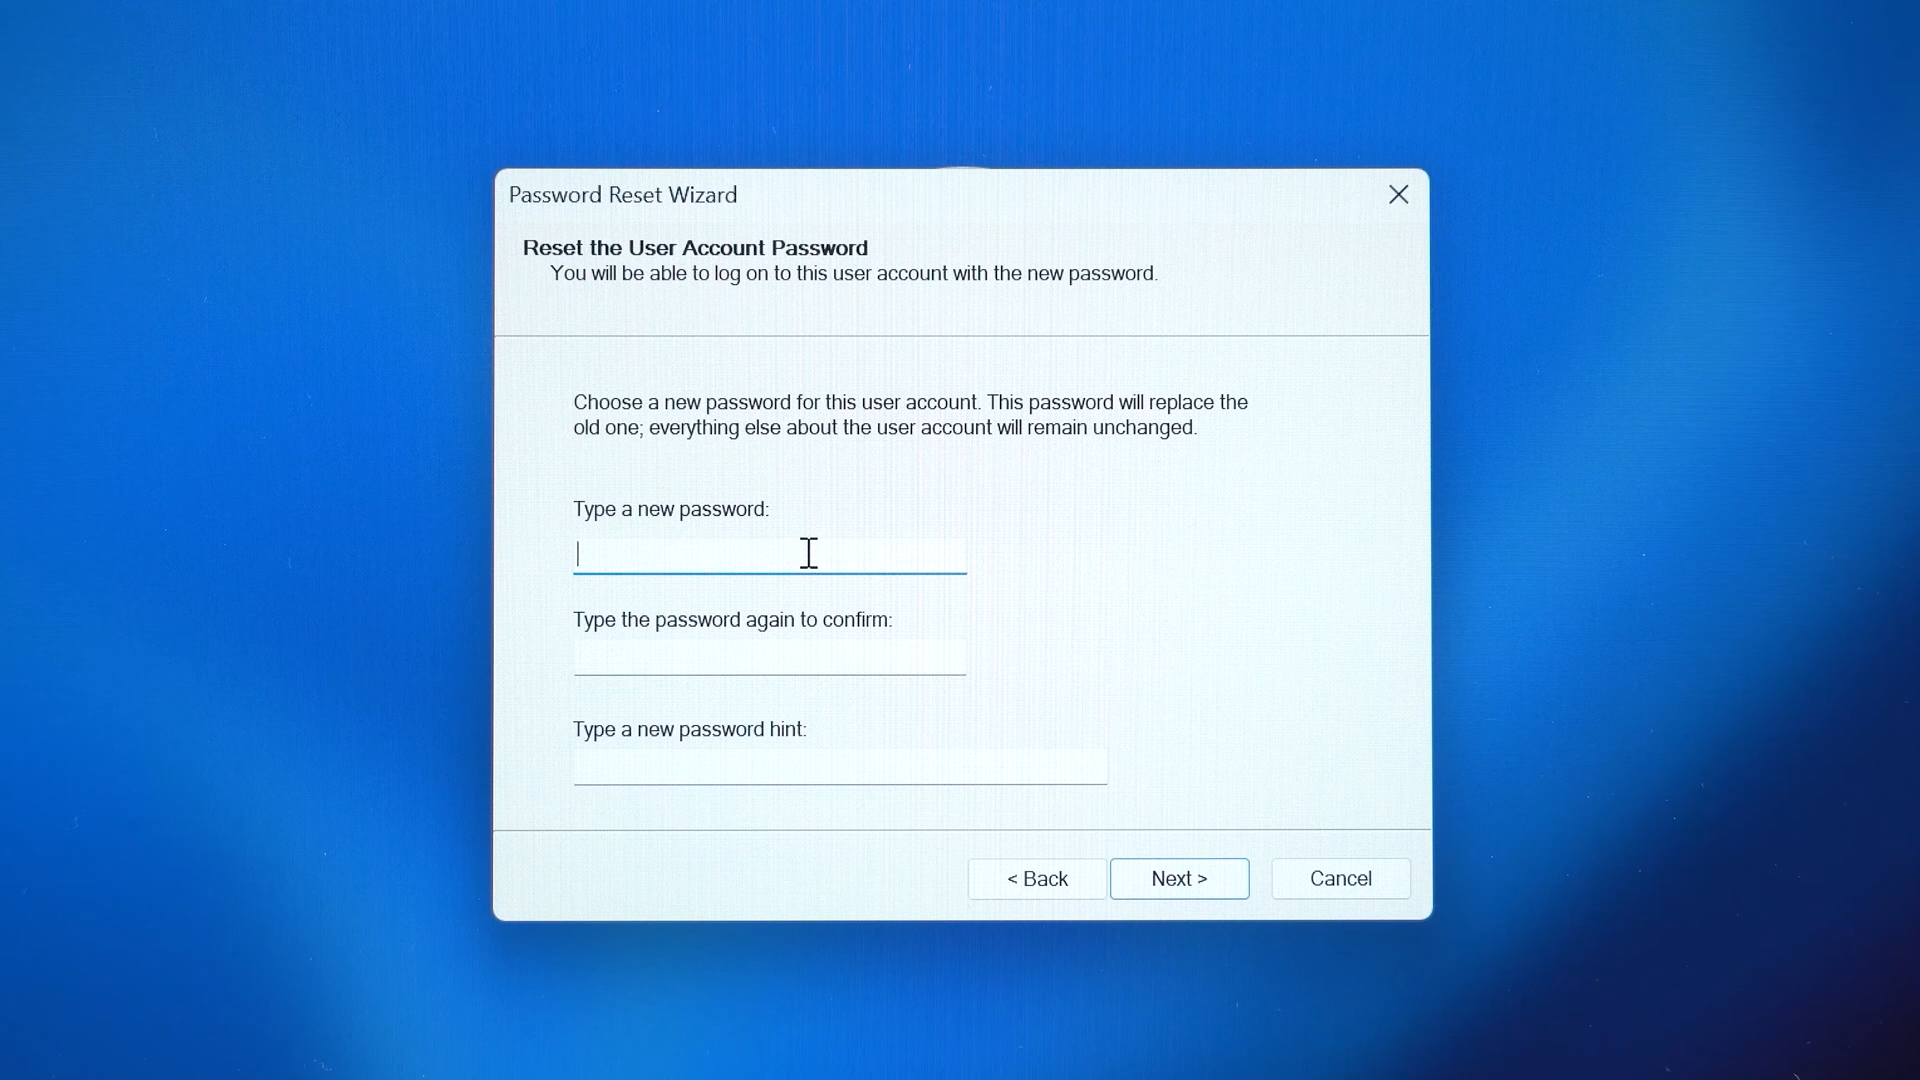 Password Reset Wizard
Reset the User Account Password
You will be able to log on to this user account with the new password.
Choose a new password for this user account. This password will replace the
old one; everything else about the user account will remain unchanged.
Type a new password:
Type the password again to confirm:
Type a new password hint:
< Back
Next >
Cancel